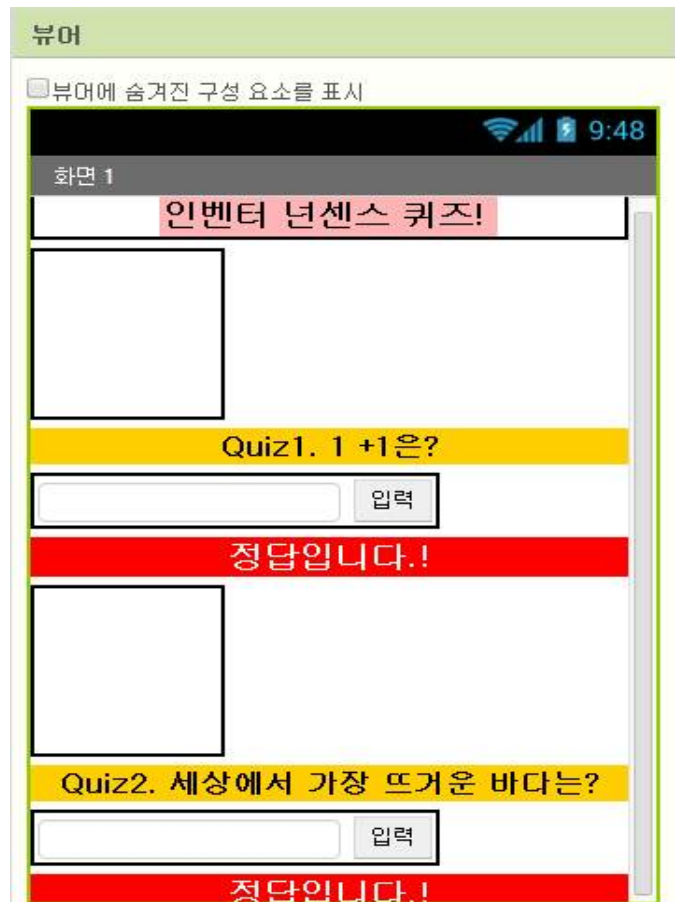 뷰어
뷰어에 숨겨진 구성 요소를 표시
9:48
화면 1
인벤터 넌센스 퀴즈!
Quiz1. 1 +1은?
입력
정답입니다.!
Quiz2. 세상에서 가장 뜨거운 바다는?
입력
정답입니다.!